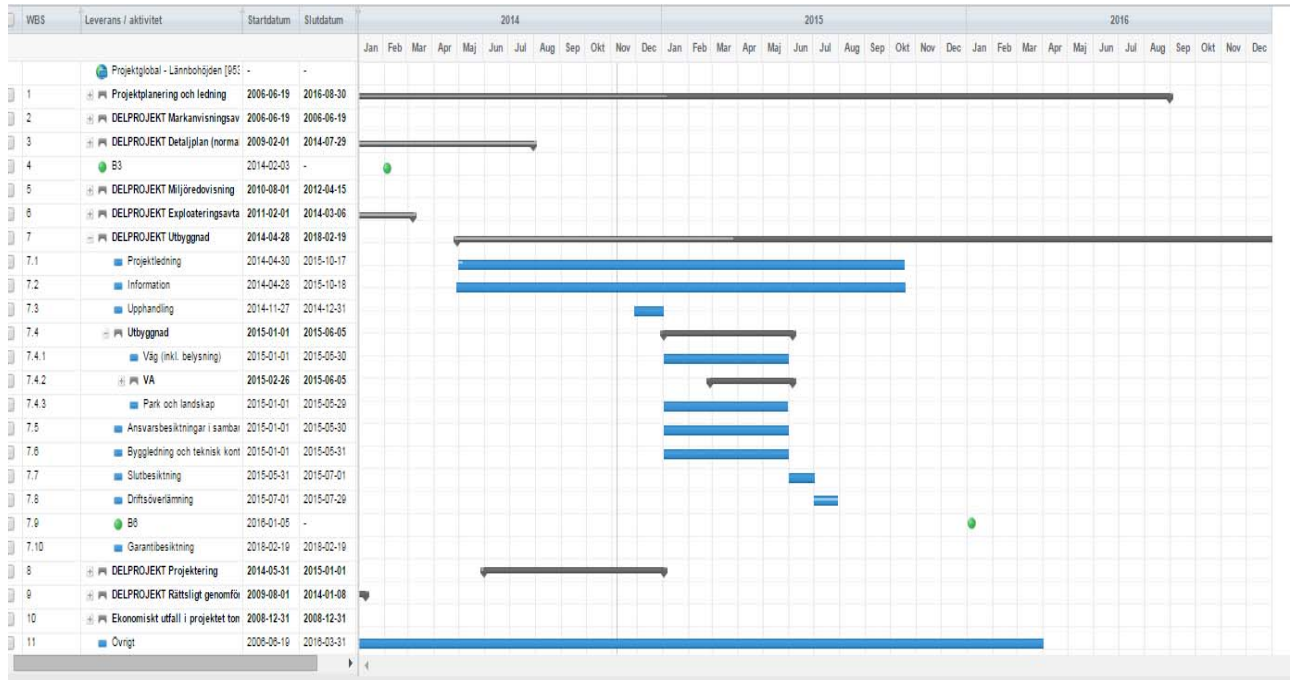 WBS Leverans / aktivitet Startdatum Slutdatum 2014 2015 2016
Jan Feb Mar Apr Maj Jun Jul Aug Sep Okt Nov Dec Jan Feb Mar Apr Maj Jun Jul Aug Sep Okt Nov Dec Jan Feb Mar Apr Maj Jun Jul Aug Sep Okt Nov Dec
Projektglobal - Lännbohöjden [953 - -
1 Projektplanering och ledning 2006-06-19 2016-08-30
2 DELPROJEKT Markanvisningsav 2006-06-19 2006-06-19
3 DELPROJEKT Detaljplan (norma 2009-02-01 2014-07-29
4 B3 2014-02-03 -
5 DELPROJEKT Miljöredovisning 2010-08-01 2012-04-15
6 DELPROJEKT Exploateringsavta 2011-02-01 2014-03-06
7 DELPROJEKT Utbyggnad 2014-04-28 2018-02-19
7.1 Projektledning 2014-04-30 2015-10-17
7.2 Information 2014-04-28 2015-10-18
7.3 Upphandling 2014-11-27 2014-12-31
7.4 Utbyggnad 2015-01-01 2015-06-05
7.4.1 Väg (inkl. belysning) 2015-01-01 2015-05-30
7.4.2 VA 2015-02-26 2015-06-05
7.4.3 Park och landskap 2015-01-01 2015-05-29
7.5 Ansvarsbesiktningar i samban 2015-01-01 2015-05-30
7.6 Byggledning och teknisk kont 2015-01-01 2015-05-31
7.7 Slutbesiktning 2015-05-31 2015-07-01
7.8 Driftsöverlämning 2015-07-01 2015-07-29
7.9 B6 2016-01-05 -
7.10 Garantibesiktning 2018-02-19 2018-02-19
8 DELPROJEKT Projektering 2014-05-31 2015-01-01
9 DELPROJEKT Rättsligt genomför 2009-08-01 2014-01-08
10 Ekonomiskt utfall i projektet tom 2008-12-31 2008-12-31
11 Övrigt 2006-06-19 2016-03-31